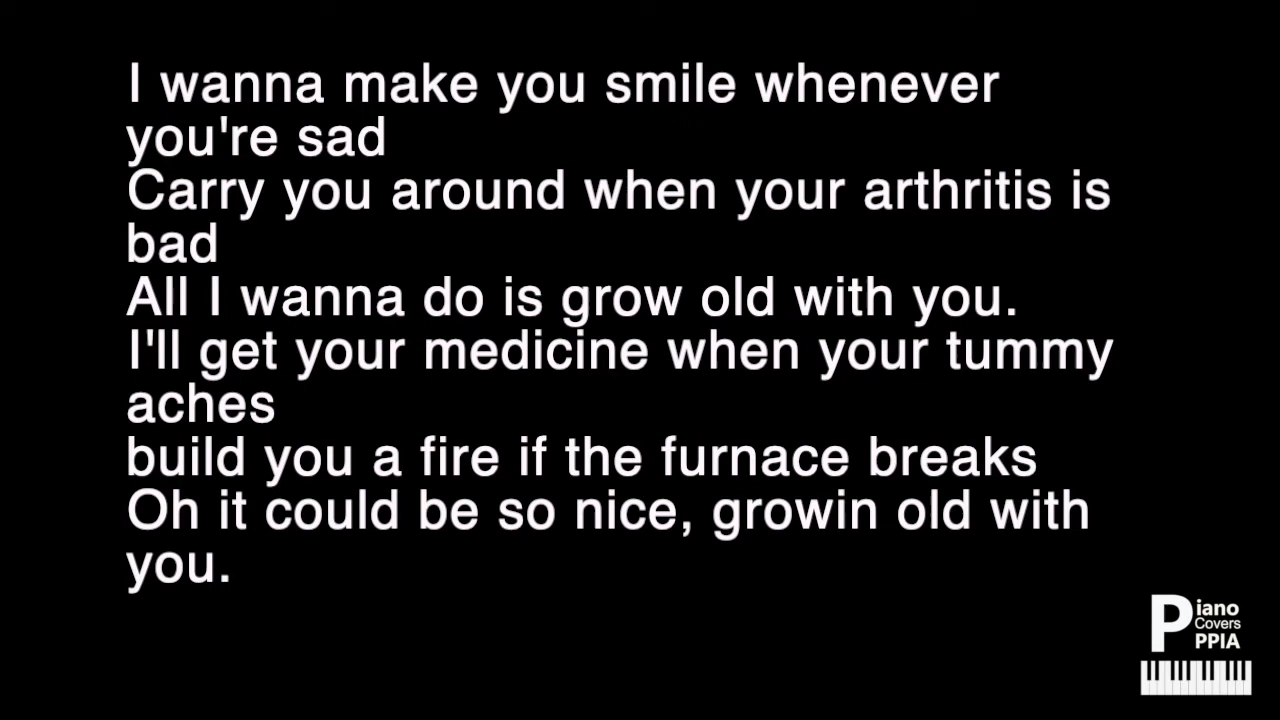 I wanna make you smile whenever
you're sad
Carry you around when your arthritis is
bad
All I wanna do is grow old with you.
I'll get your medicine when your tummy
aches
build you a fire if the furnace breaks
Oh it could be so nice, growin old with
you.
Piano
Covers
PPIA